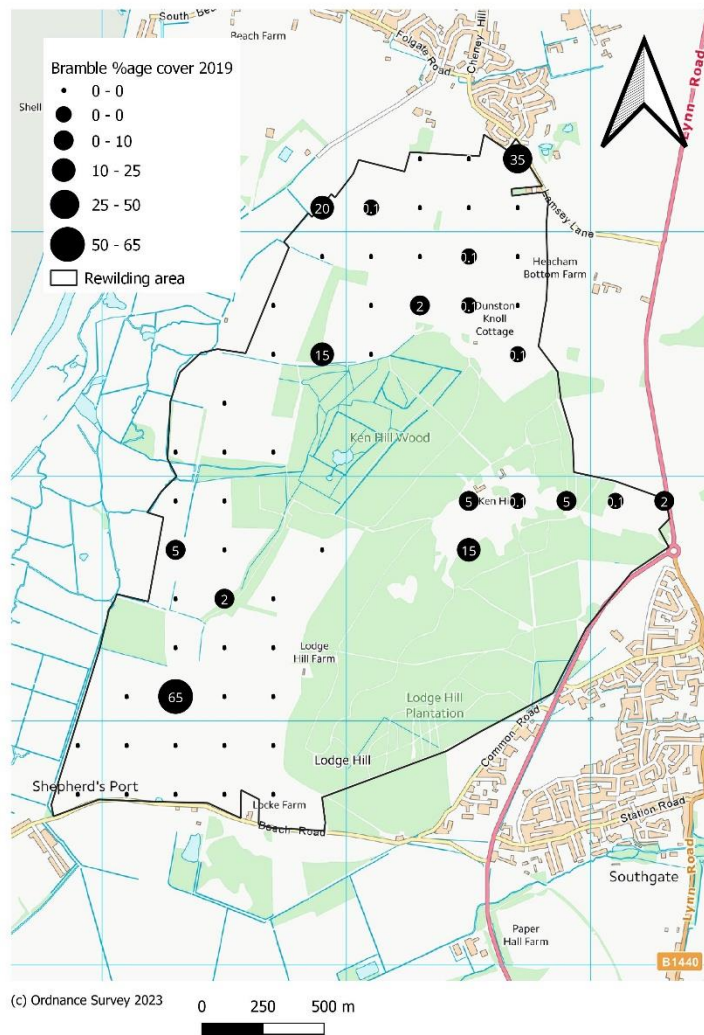 South Be
Beach Farm
Folgate Road
Cheney Hill
Lynn Road
Bramble %age cover 2019
0 - 0
0 - 0
0 - 10
10 - 25
25 - 50
50 - 65
Rewilding area
Shell
35
Lamsey Lane
20
0.1
0.1
Heacham
Bottom Farm
2
0.1
Dunston
Knoll
Cottage
15
0.1
Ken Hill Wood
5
Ken Hi
0.1
5
0.1
2
5
15
2
Lodge
Hill Farm
65
Lodge Hill
Plantation
Common Road
Lodge Hill
Shepherd's Port
Locke Farm
Beach Road
Station Road
Southgate
Lynn Road
Paper
Hall Farm
B1440
(c) Ordnance Survey 2023
0 250 500 m